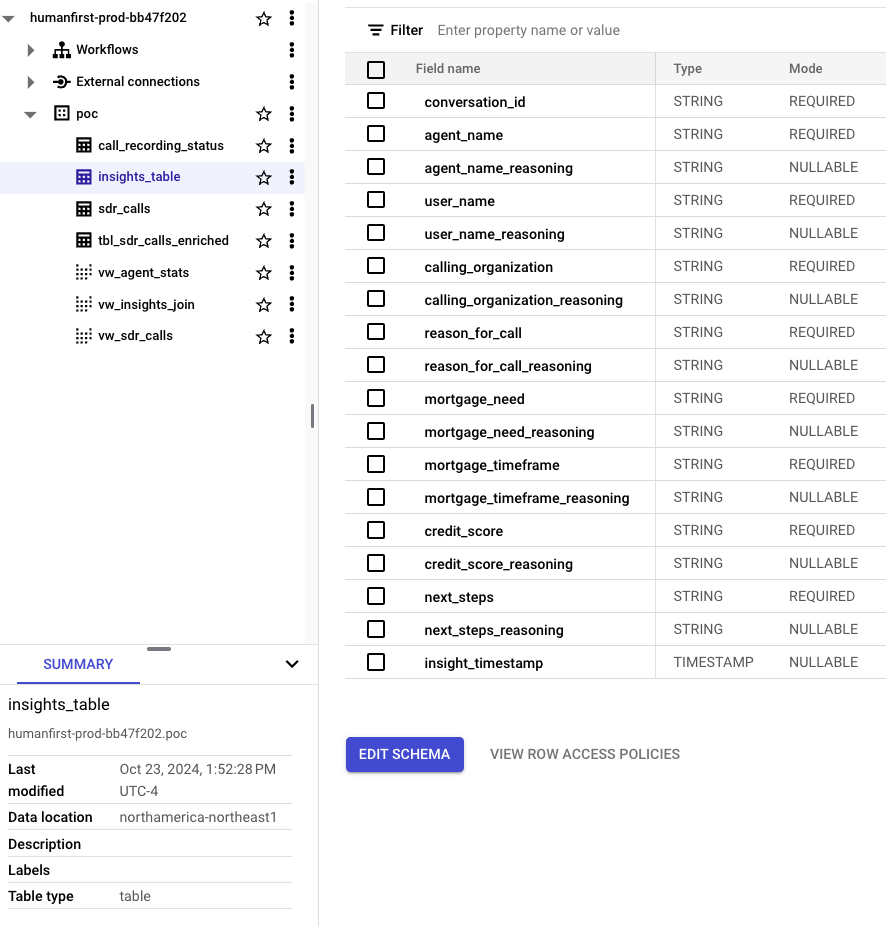 humanfirst-prod-bb47f202
Workflows
External connections
poc
call_recording_status
insights_table
sdr_calls
tbl_sdr_calls_enriched
vw_agent_stats
vw_insights_join
vw_sdr_calls
SUMMARY
insights_table
humanfirst-prod-bb47f202.poc
Last modified Oct 23, 2024, 1:52:28 PM UTC-4
Data location northamerica-northeast1
Description
Labels
Table type table
Filter Enter property name or value
Field name Type Mode
conversation_id STRING REQUIRED
agent_name STRING REQUIRED
agent_name_reasoning STRING NULLABLE
user_name STRING REQUIRED
user_name_reasoning STRING NULLABLE
calling_organization STRING REQUIRED
calling_organization_reasoning STRING NULLABLE
reason_for_call STRING REQUIRED
reason_for_call_reasoning STRING NULLABLE
mortgage_need STRING REQUIRED
mortgage_need_reasoning STRING NULLABLE
mortgage_timeframe STRING REQUIRED
mortgage_timeframe_reasoning STRING NULLABLE
credit_score STRING REQUIRED
credit_score_reasoning STRING NULLABLE
next_steps STRING REQUIRED
next_steps_reasoning STRING NULLABLE
insight_timestamp TIMESTAMP NULLABLE
EDIT SCHEMA VIEW ROW ACCESS POLICIES